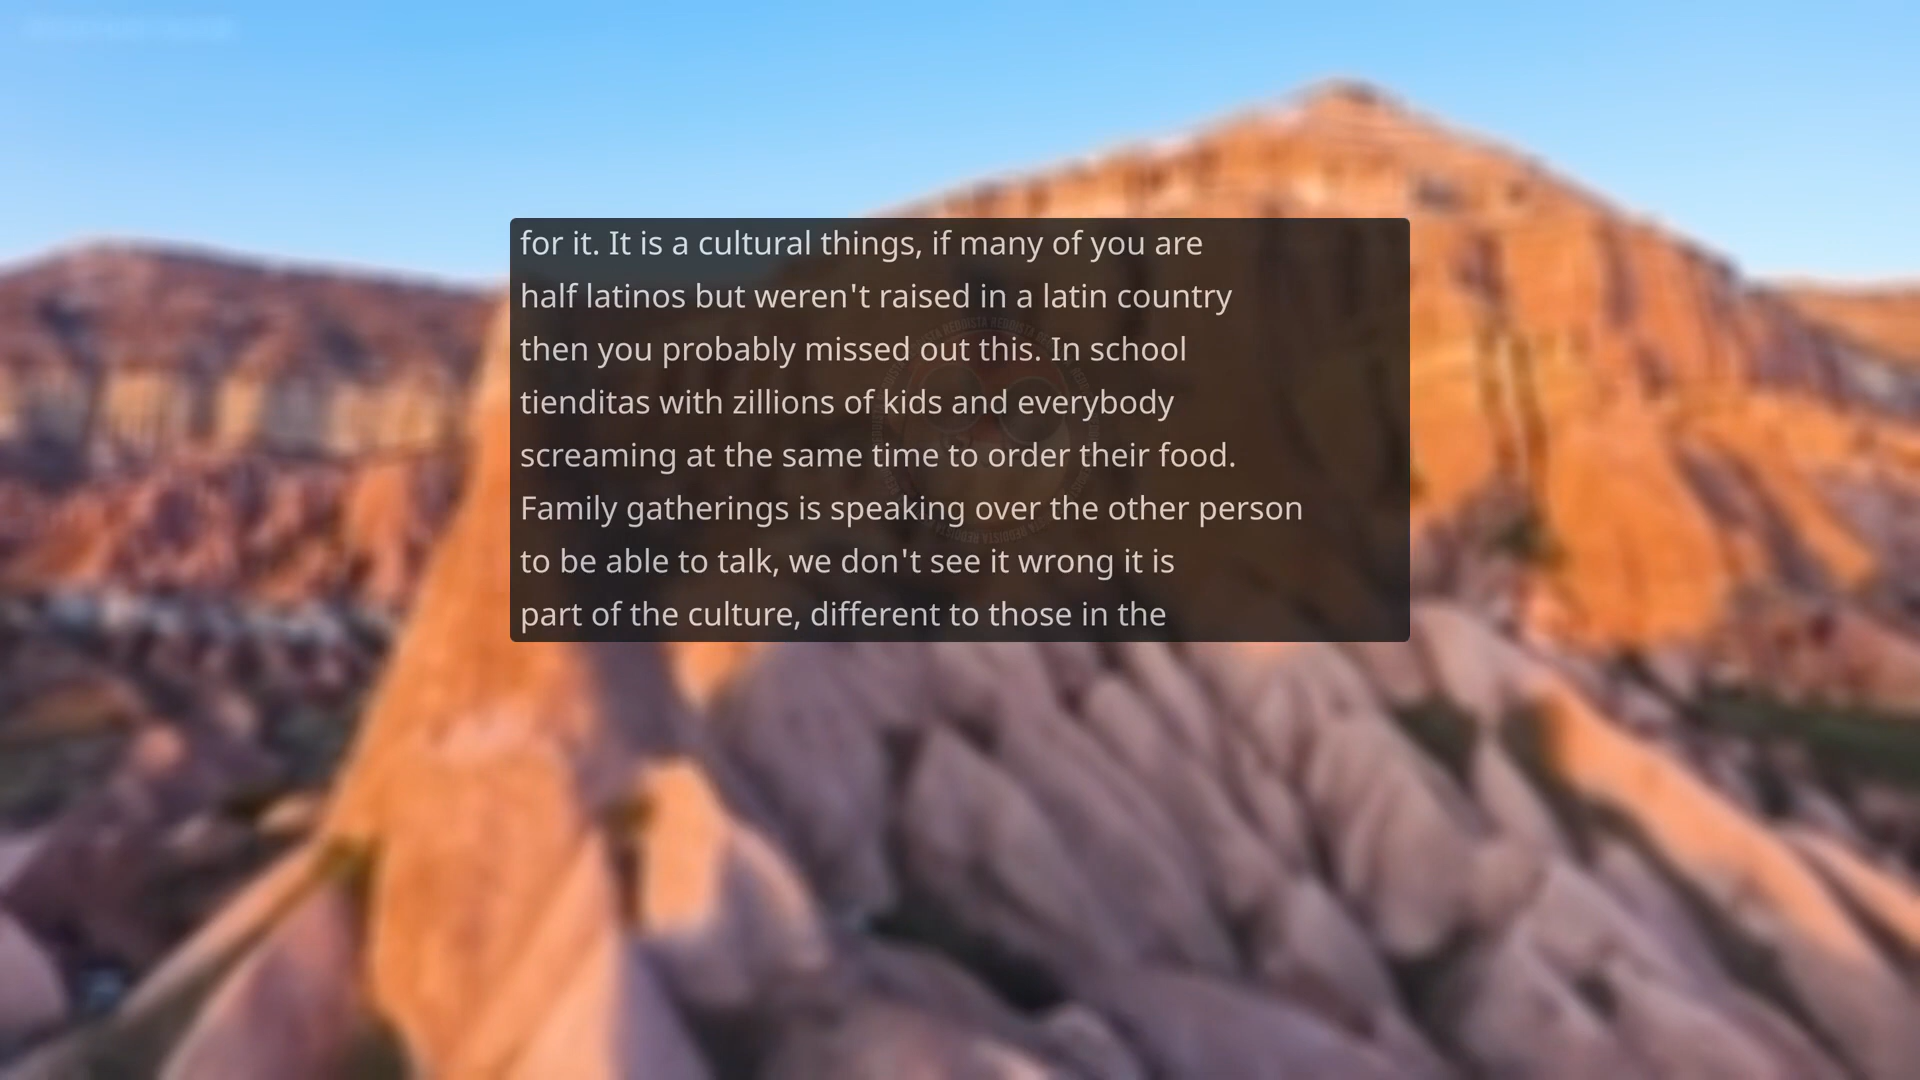 for it. It is a cultural things, if many of you are
half latinos but weren't raised in a latin country
then you probably missed out this. In school
tienditas with zillions of kids and everybody
screaming at the same time to order their food.
Family gatherings is speaking over the other person
to be able to talk, we don't see it wrong it is
part of the culture, different to those in the